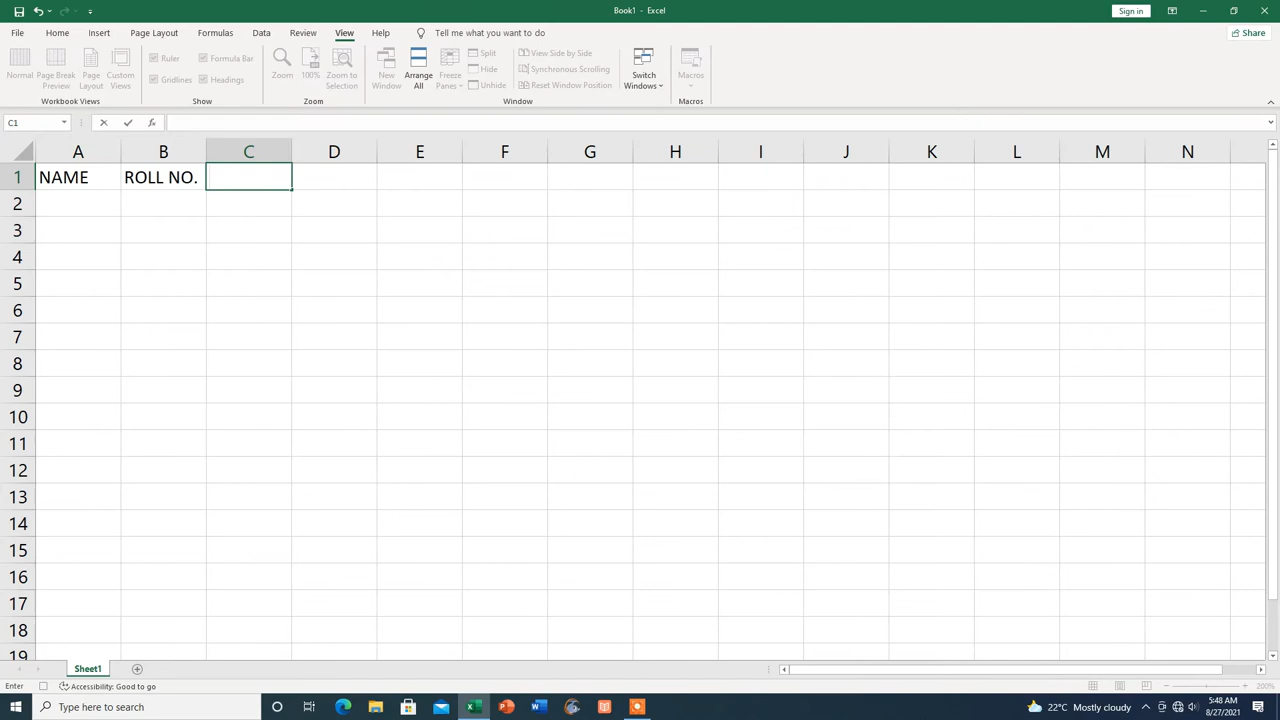 Book1 - Excel
Sign in
File Home Insert Page Layout Formulas Data Review View Help Tell me what you want to do
Share
Normal Page Break Preview Page Layout Custom Views
Ruler Formula Bar
Gridlines Headings
Zoom 100% Zoom to Selection
New Window Arrange All Freeze Panes
Split
Hide
Unhide
View Side by Side
Synchronous Scrolling
Reset Window Position
Switch Windows
Macros
Workbook Views Show Zoom Window Macros
C1 fx
A B C D E F G H I J K L M N
1 NAME ROLL NO.
2
3
4
5
6
7
8
9
10
11
12
13
14
15
16
17
18
19
Sheet1
Enter Accessibility: Good to go 200%
Type here to search
22°C Mostly cloudy
5:48 AM
8/27/2021